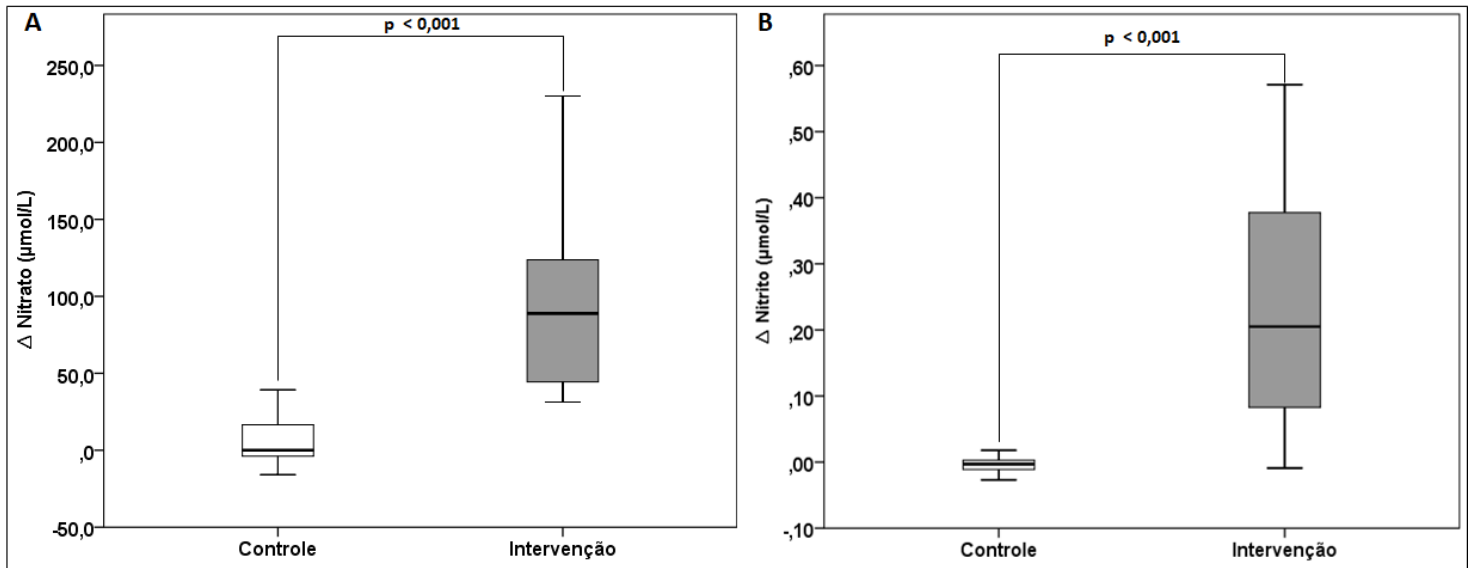 A
p < 0,001
250,0
200,0
150,0
100,0
50,0
,0
-50,0
△ Nitrato (µmol/L)
Controle
Intervenção
B
p < 0,001
,60
,50
,40
,30
,20
,10
,00
-,10
△ Nitrito (µmol/L)
Controle
Intervenção